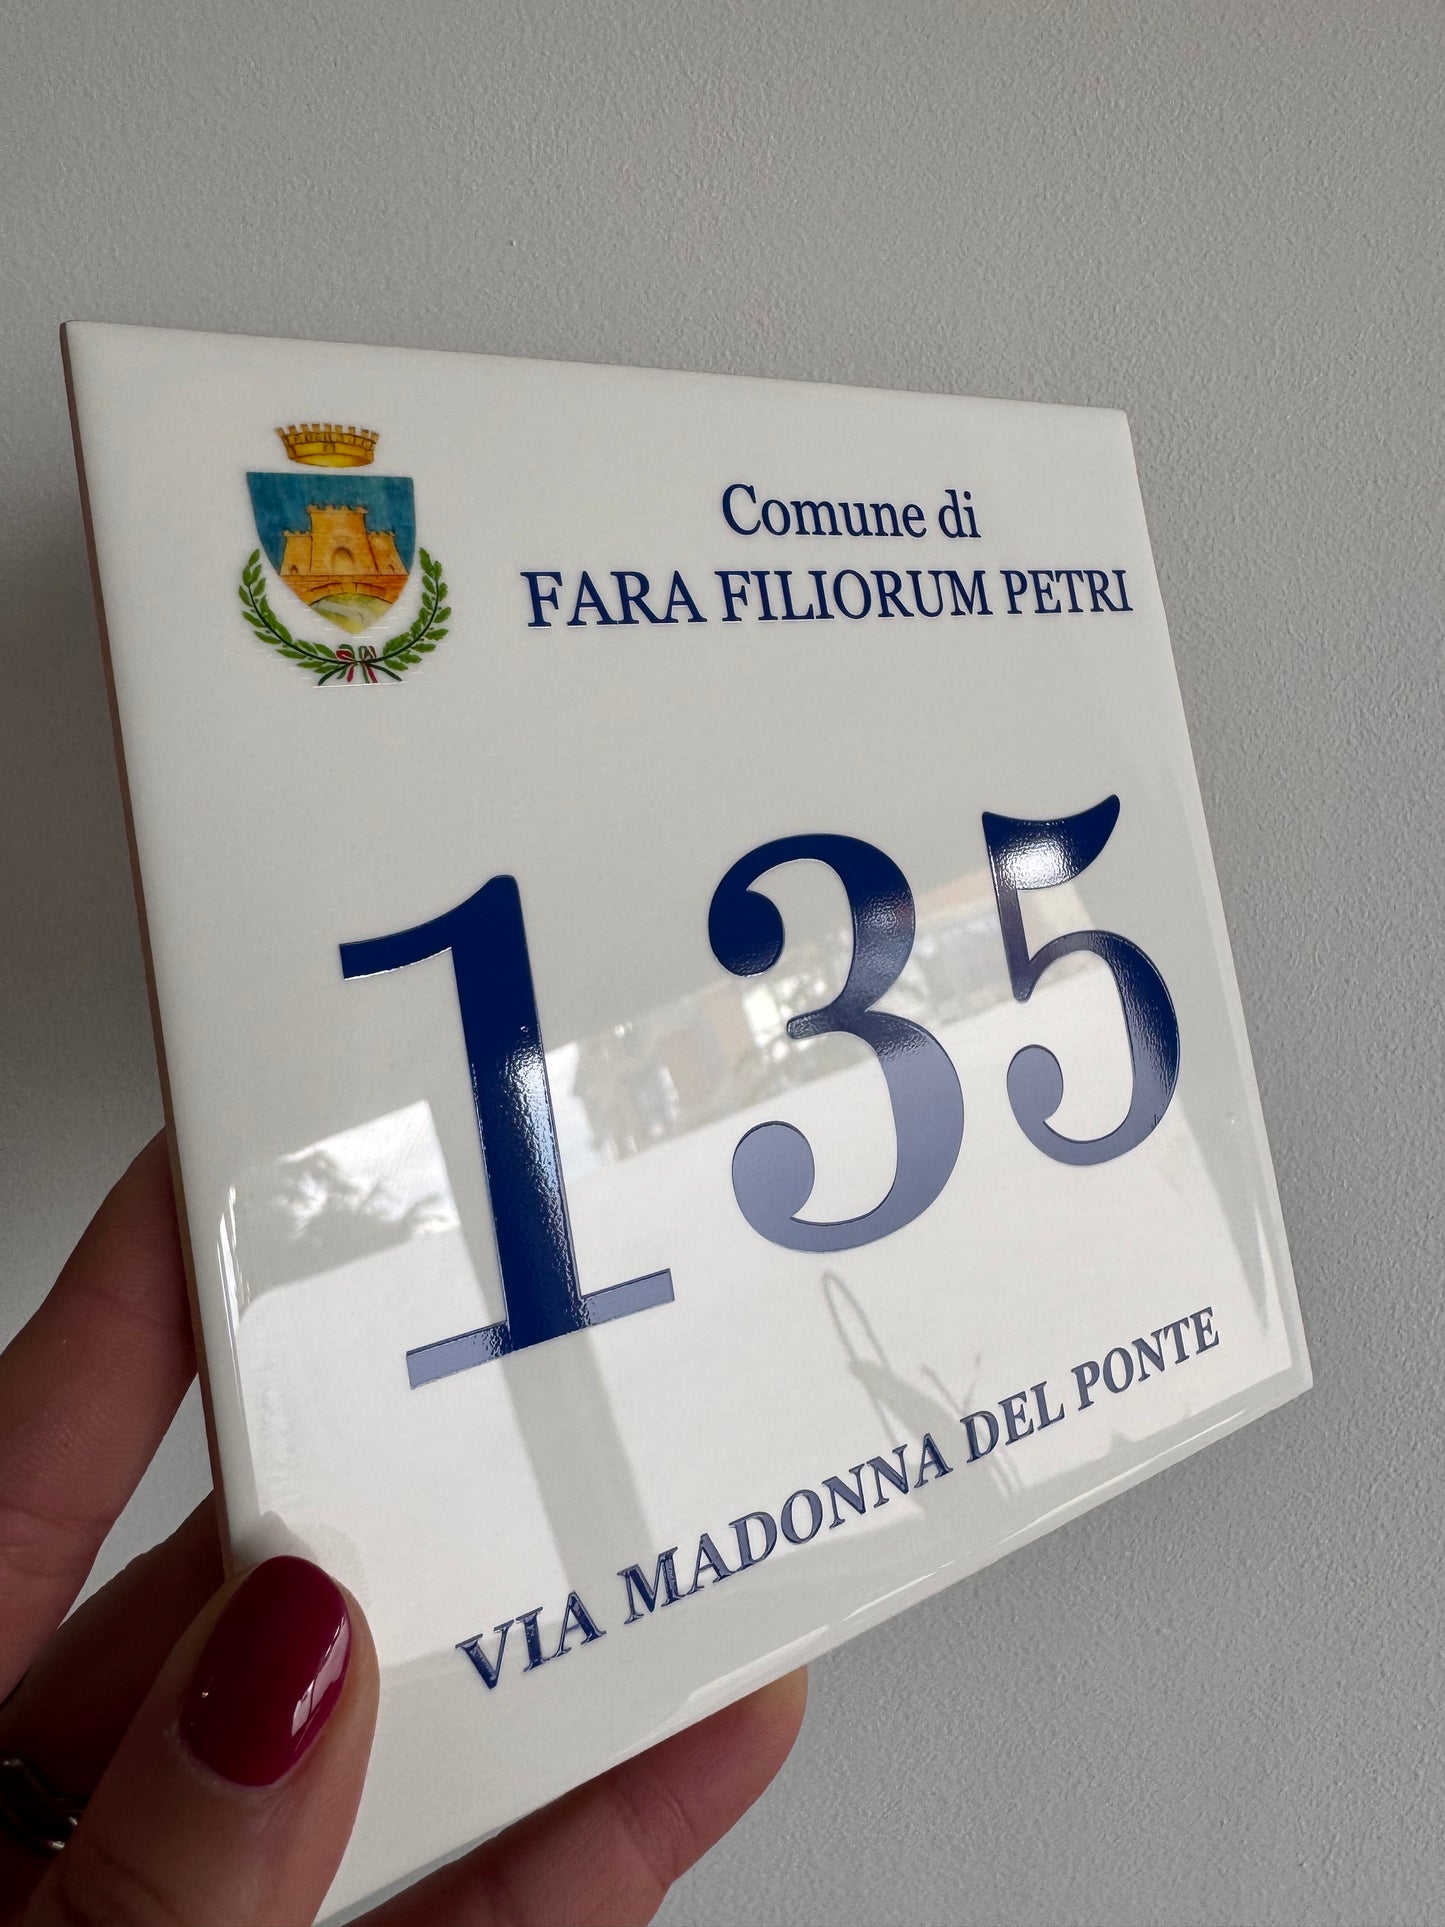 Comune di
FARA FILIORUM PETRI
135
VIA MADONNA DEL PONTE